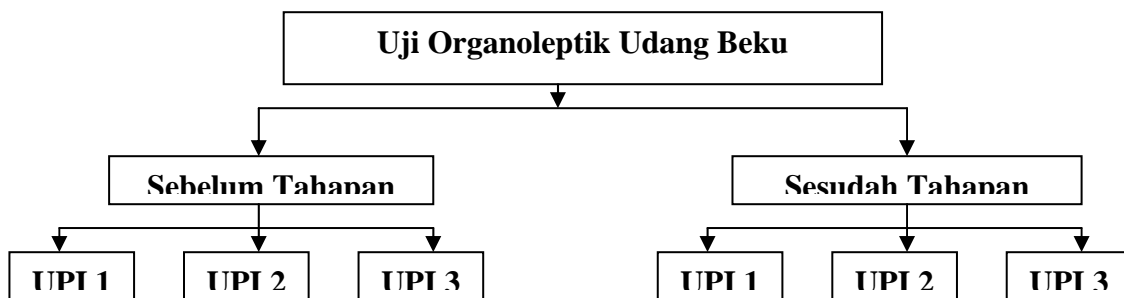 Uji Organoleptik Udang Beku
Sebelum Tahapan
Sesudah Tahapan
UPI 1
UPI 2
UPI 3
UPI 1
UPI 2
UPI 3